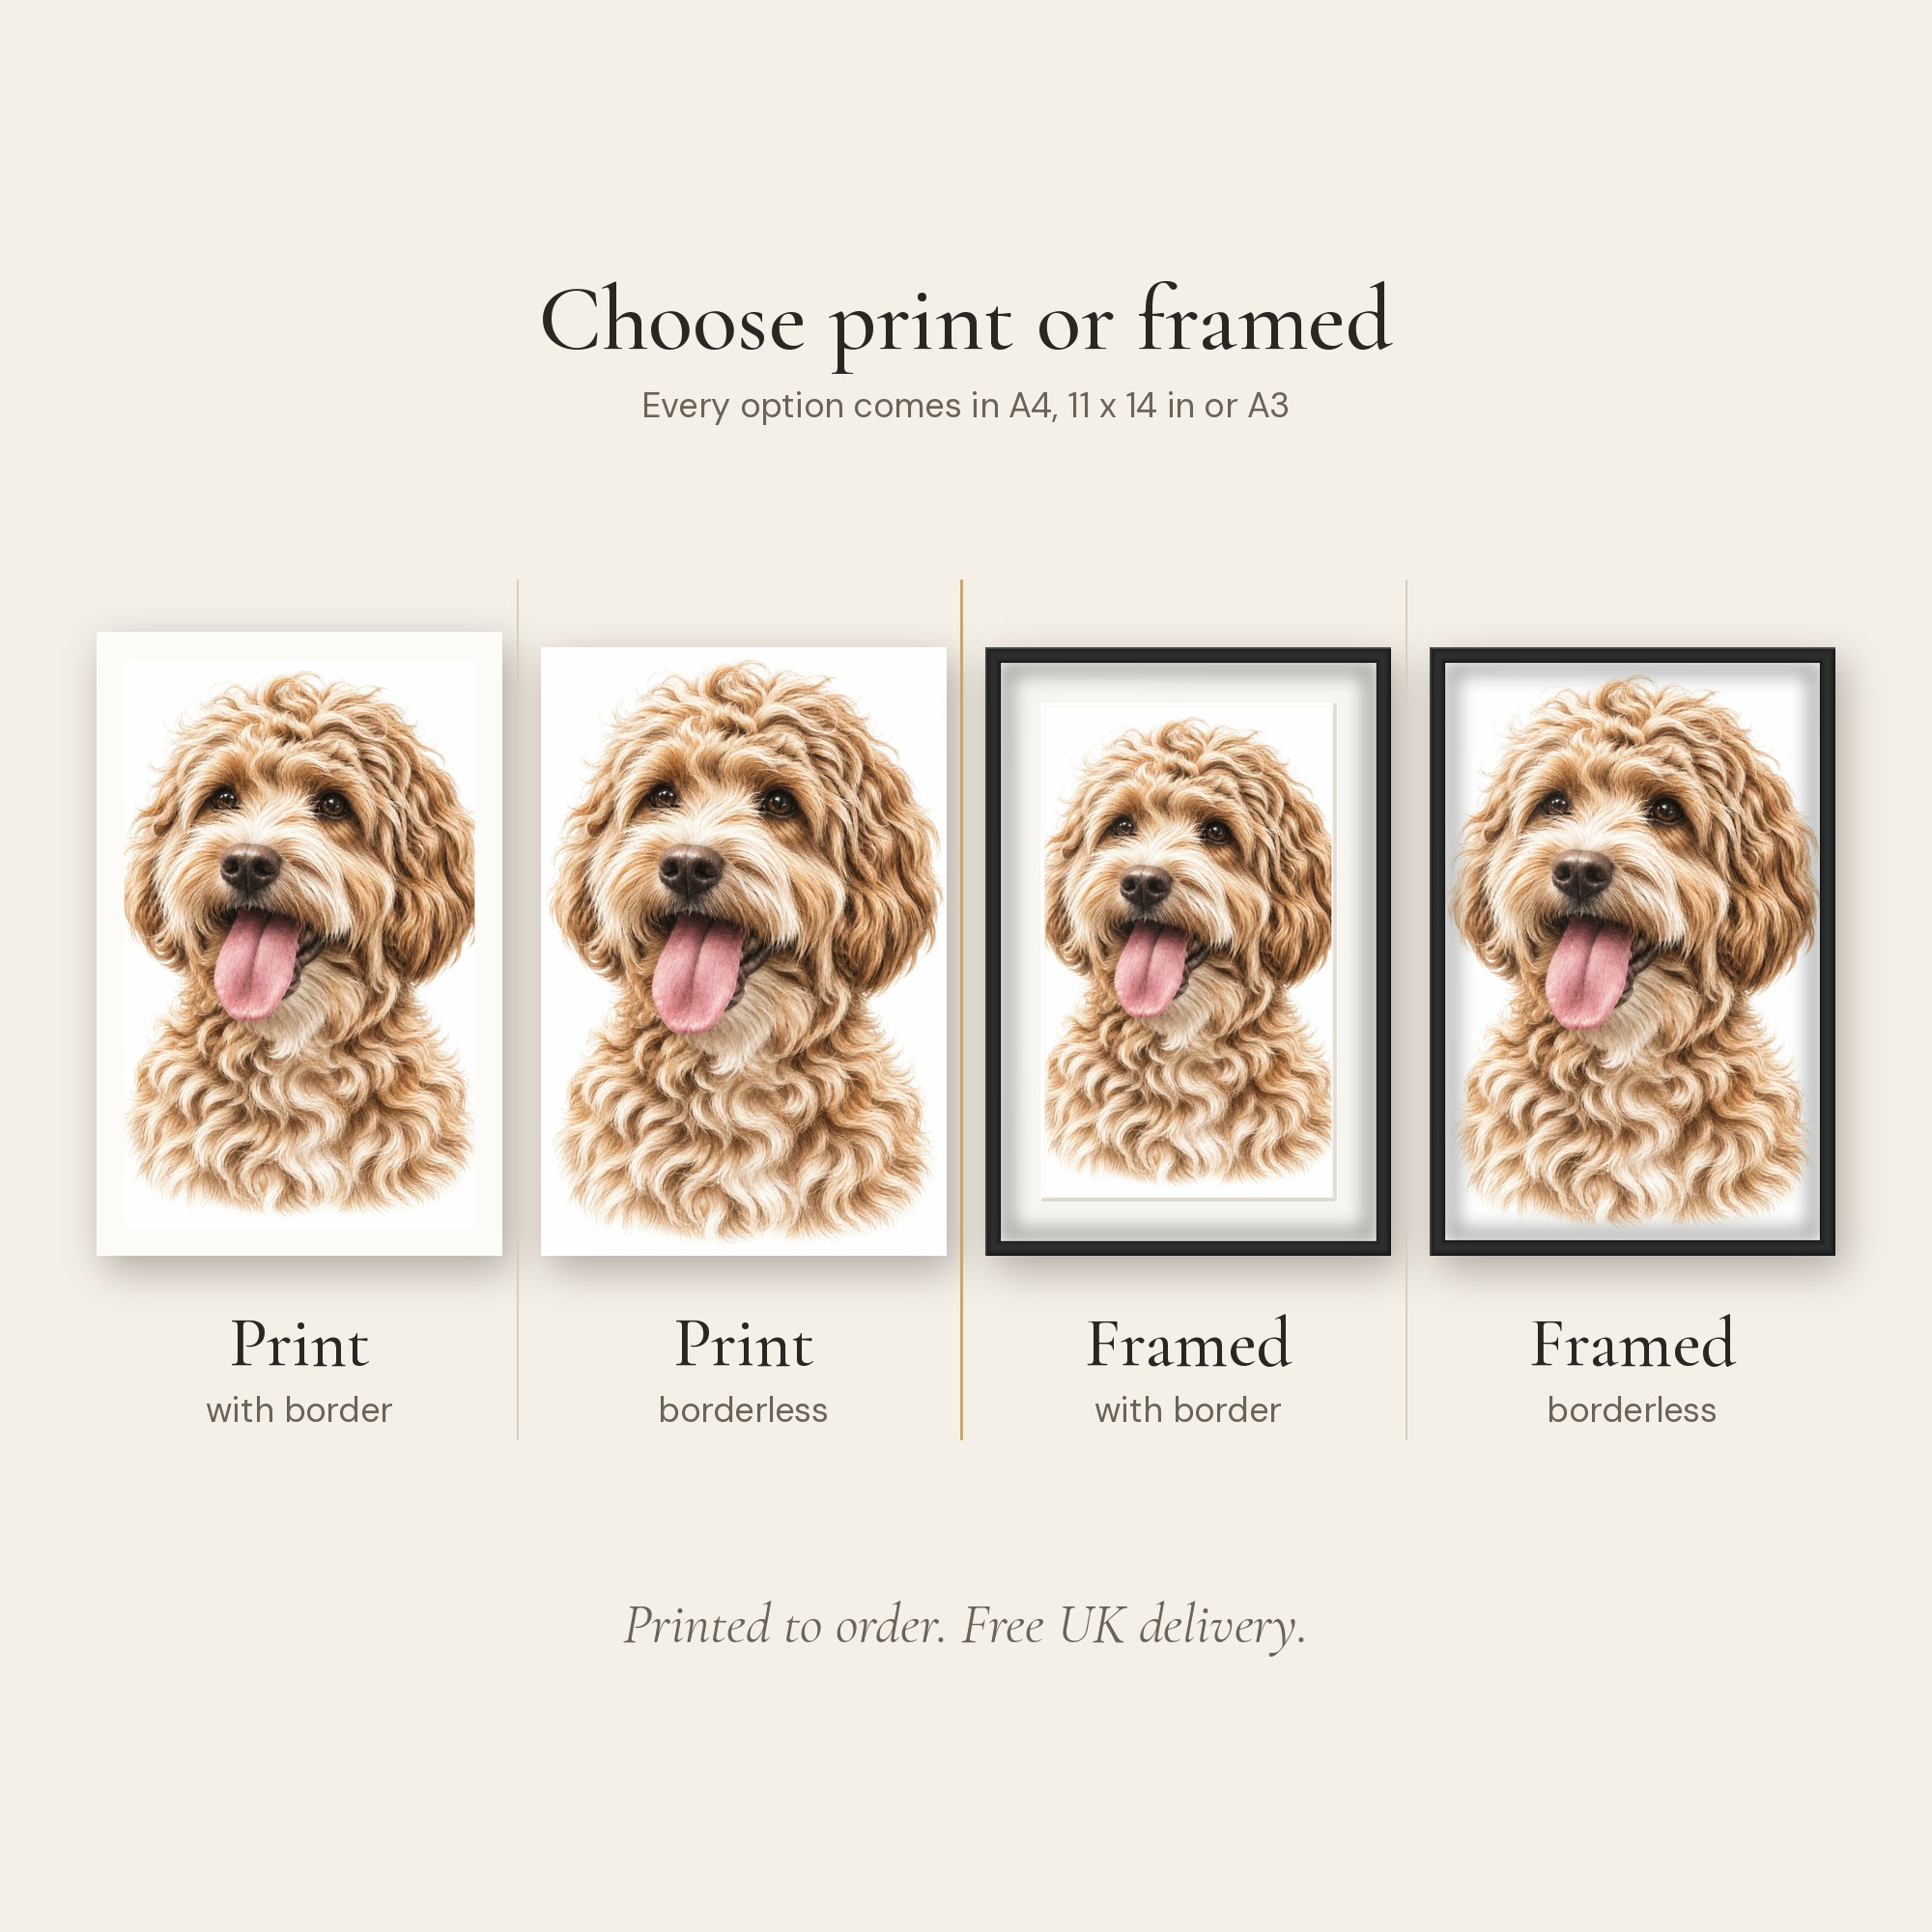 Choose print or framed
Every option comes in A4, 11 x 14 in or A3
Print
with border
Print
borderless
Framed
with border
Framed
borderless
Printed to order. Free UK delivery.